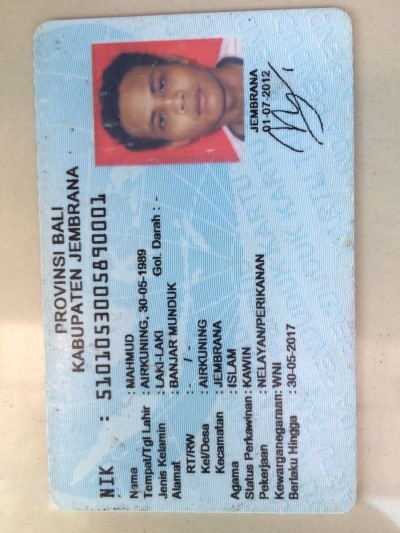 PROVINSI BALI
KABUPATEN JEMBRANA
NIK : 5101053005890001
Nama : MAHMUD
Tempat/Tgl Lahir : AIRKUNING, 30-05-1989
Jenis Kelamin : LAKI-LAKI Gol. Darah : -
Alamat : BANJAR MUNDUK
RT/RW : - / -
Kel/Desa : AIRKUNING
Kecamatan : JEMBRANA
Agama : ISLAM
Status Perkawinan : KAWIN
Pekerjaan : NELAYAN/PERIKANAN
Kewarganegaraan : WNI
Berlaku Hingga : 30-05-2017
JEMBRANA
01-07-2012